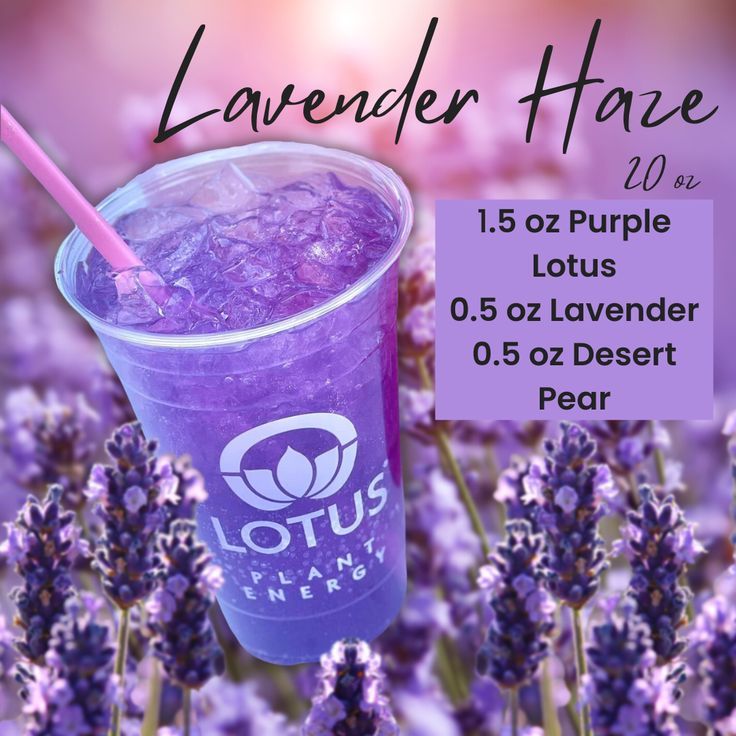 Lavender Haze
20 oz
1.5 oz Purple
Lotus
0.5 oz Lavender
0.5 oz Desert
Pear
LOTUS
PLANT
ENERGY